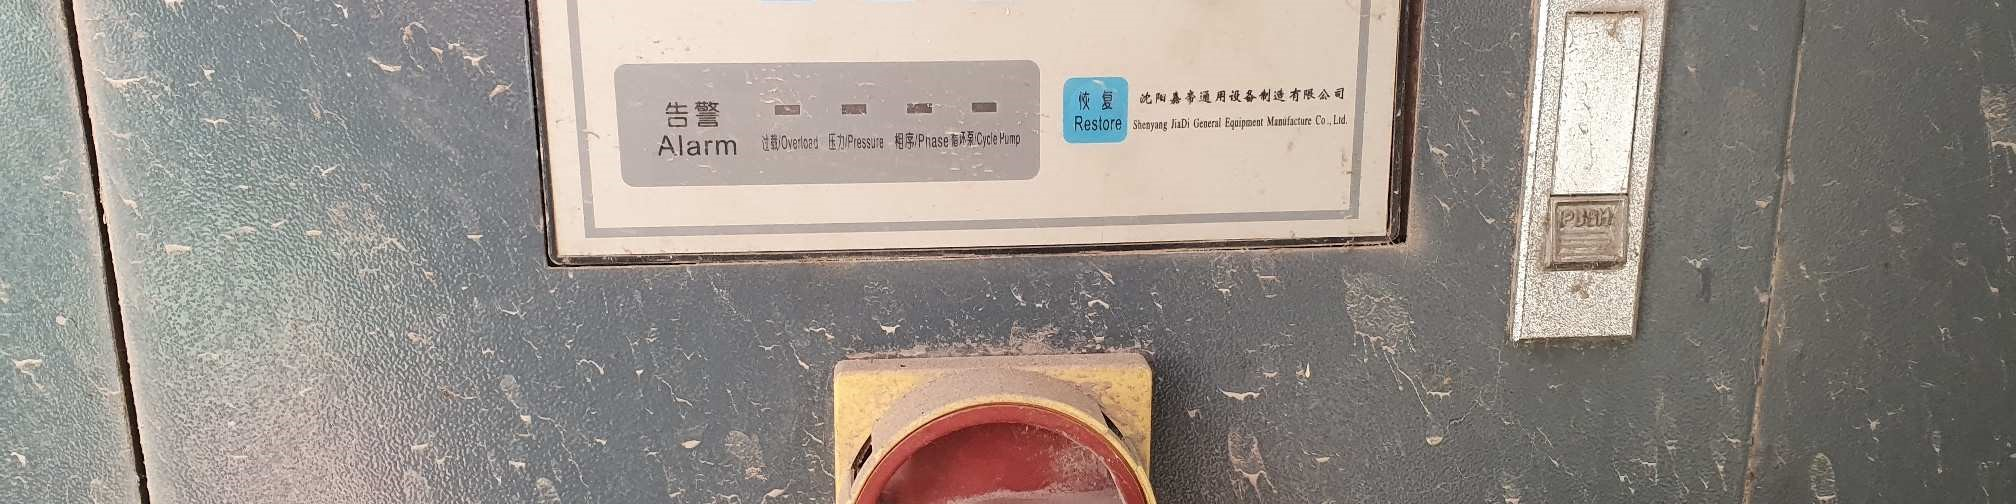 告警
Alarm
过载/Overload 压力/Pressure 相序/Phase 循环泵/Cycle Pump
恢复
Restore
沈阳嘉帝通用设备制造有限公司
Shenyang JiaDi General Equipment Manufacture Co., Ltd.
PUSH